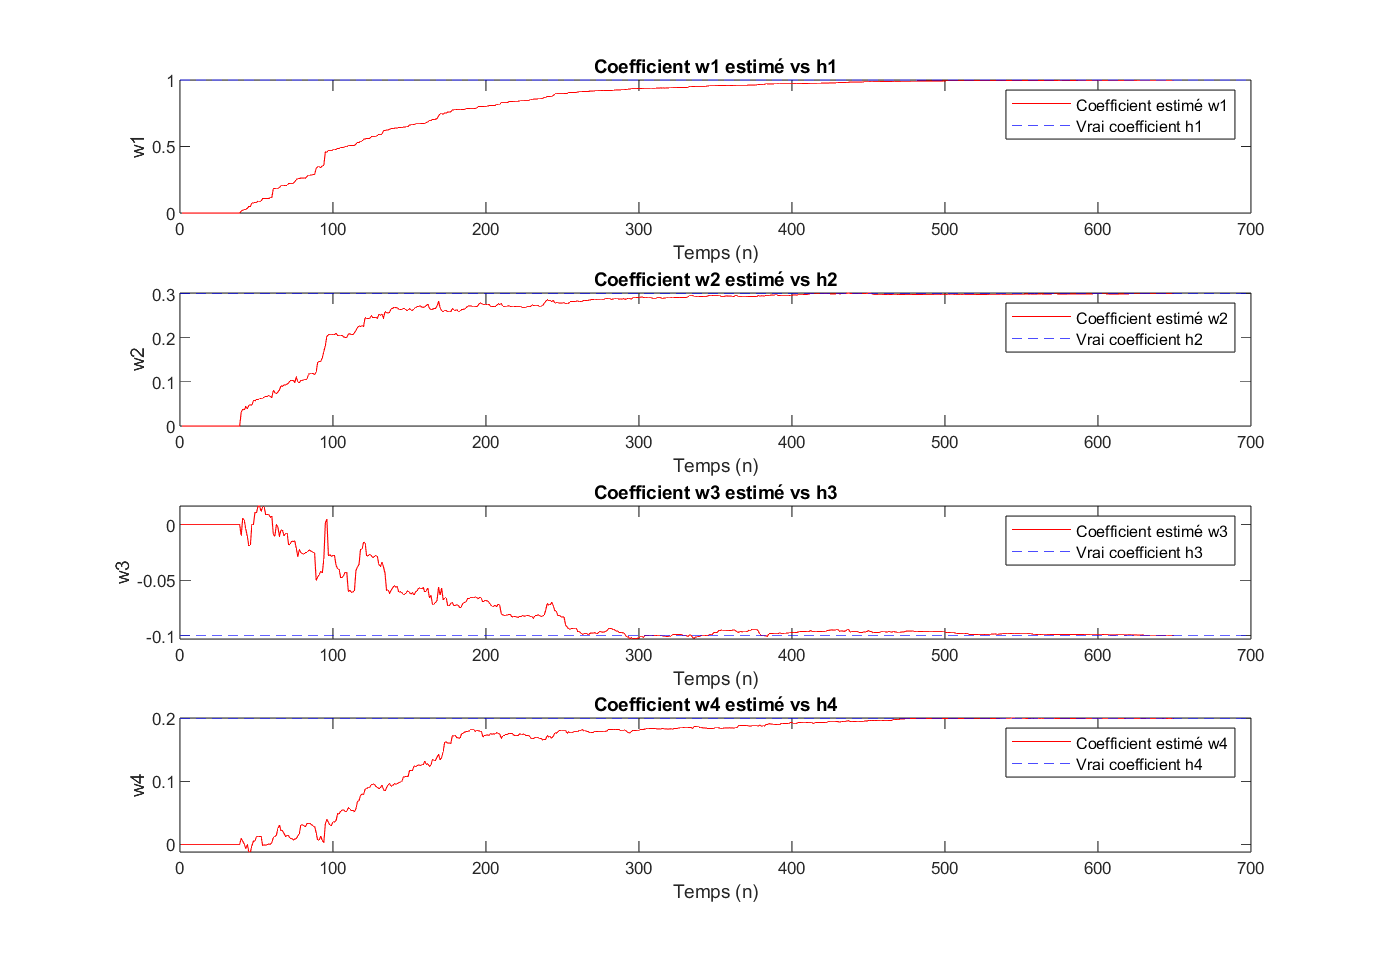 Coefficient w1 estimé vs h1
1
0.5
0
w1
Coefficient estimé w1
Vrai coefficient h1
0 100 200 300 400 500 600 700
Temps (n)
Coefficient w2 estimé vs h2
0.3
0.2
0.1
0
w2
Coefficient estimé w2
Vrai coefficient h2
0 100 200 300 400 500 600 700
Temps (n)
Coefficient w3 estimé vs h3
0
-0.05
-0.1
w3
Coefficient estimé w3
Vrai coefficient h3
0 100 200 300 400 500 600 700
Temps (n)
Coefficient w4 estimé vs h4
0.2
0.1
0
w4
Coefficient estimé w4
Vrai coefficient h4
0 100 200 300 400 500 600 700
Temps (n)